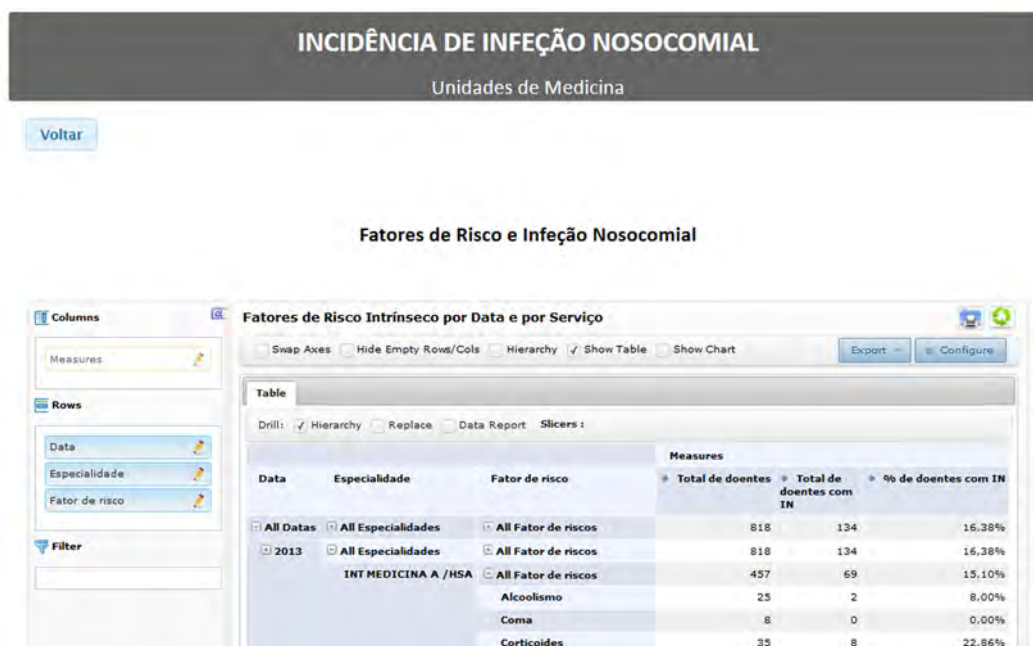 INCIDÊNCIA DE INFEÇÃO NOSOCOMIAL
Unidades de Medicina
Voltar
Fatores de Risco e Infeção Nosocomial
Columns
Measures
Rows
Data
Especialidade
Fator de risco
Filter
Fatores de Risco Intrínseco por Data e por Serviço
Swap Axes Hide Empty Rows/Cols Hierarchy Show Table Show Chart Export Configure
Table
Drill: Hierarchy Replace Data Report Slicers :
Measures
Data Especialidade Fator de risco Total de doentes Total de doentes com IN % de doentes com IN
All Datas All Especialidades All Fator de riscos 818 134 16,38%
2013 All Especialidades All Fator de riscos 818 134 16,38%
INT MEDICINA A /HSA All Fator de riscos 457 69 15,10%
Alcoolismo 25 2 8,00%
Coma 8 0 0,00%
Corticoides 35 8 22,86%